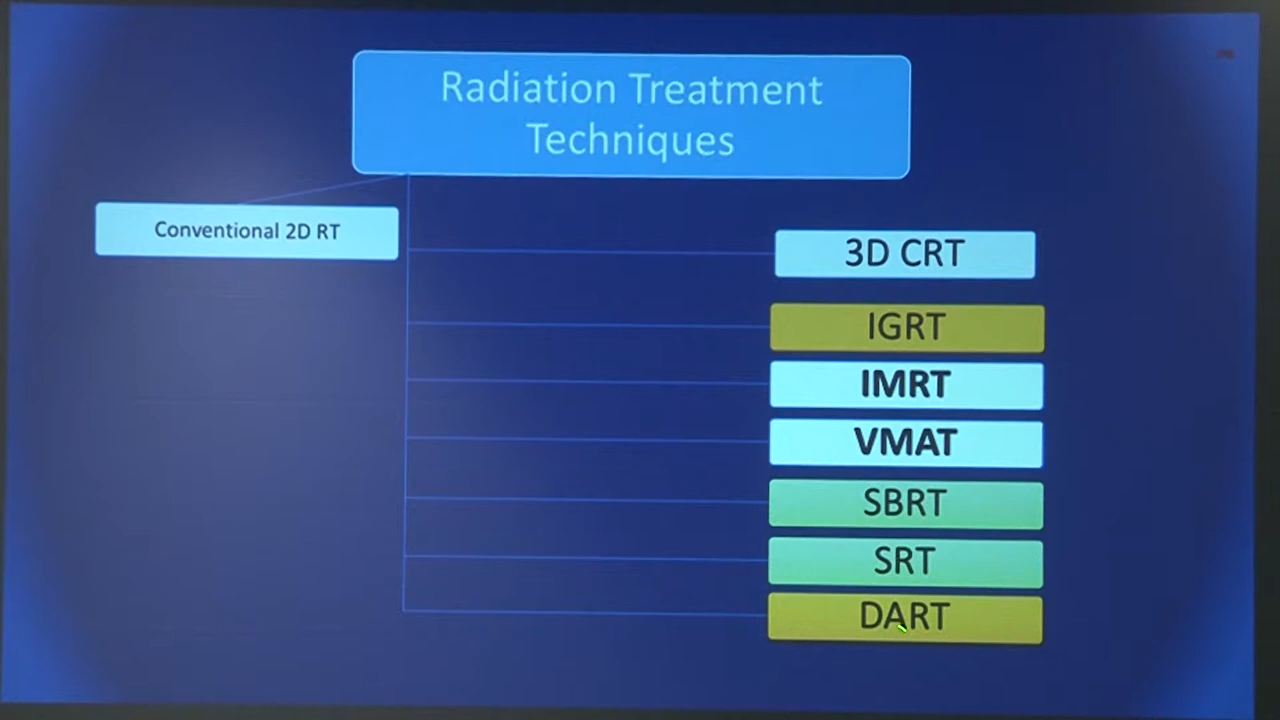 Radiation Treatment
Techniques
Conventional 2D RT
3D CRT
IGRT
IMRT
VMAT
SBRT
SRT
DART